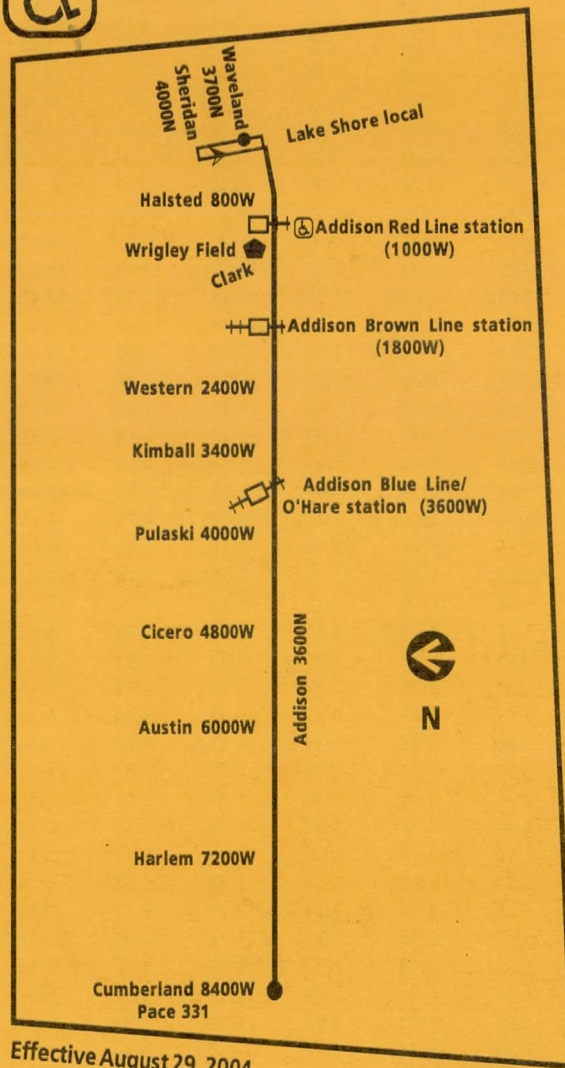 Waveland
3700N
Sheridan
4000N
Lake Shore local
Halsted 800W
Addison Red Line station
(1000W)
Wrigley Field
Clark
Addison Brown Line station
(1800W)
Western 2400W
Kimball 3400W
Addison Blue Line/
O'Hare station (3600W)
Pulaski 4000W
Cicero 4800W
Addison 3600N
N
Austin 6000W
Harlem 7200W
Cumberland 8400W
Pace 331
Effective August 29, 2004